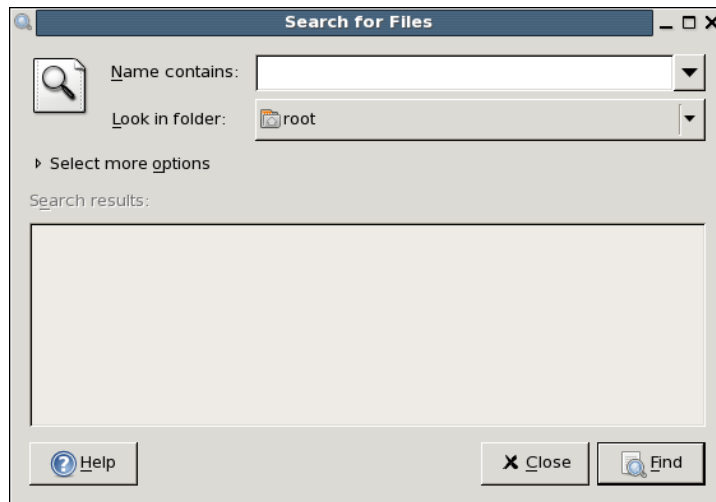 Search for Files
Name contains:
Look in folder: root
Select more options
Search results:
Help Close Find